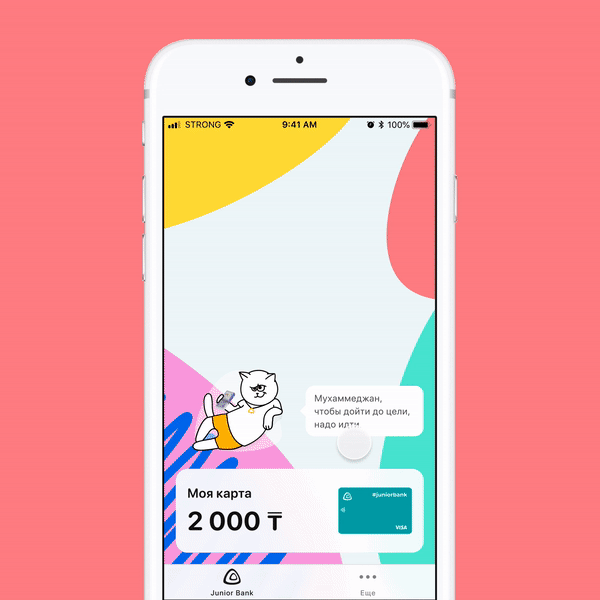 STRONG 9:41 AM 100%
Мухаммеджан,
чтобы дойти до цели,
надо идти
Моя карта
2 000 ₸
#juniorbank
VISA
Junior Bank
Еще